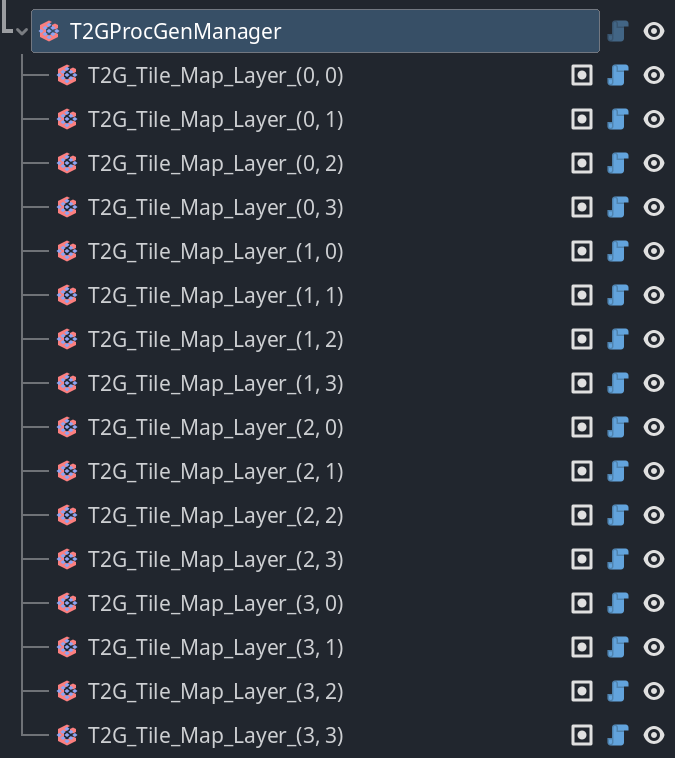 T2GProcGenManager
T2G_Tile_Map_Layer_(0, 0)
T2G_Tile_Map_Layer_(0, 1)
T2G_Tile_Map_Layer_(0, 2)
T2G_Tile_Map_Layer_(0, 3)
T2G_Tile_Map_Layer_(1, 0)
T2G_Tile_Map_Layer_(1, 1)
T2G_Tile_Map_Layer_(1, 2)
T2G_Tile_Map_Layer_(1, 3)
T2G_Tile_Map_Layer_(2, 0)
T2G_Tile_Map_Layer_(2, 1)
T2G_Tile_Map_Layer_(2, 2)
T2G_Tile_Map_Layer_(2, 3)
T2G_Tile_Map_Layer_(3, 0)
T2G_Tile_Map_Layer_(3, 1)
T2G_Tile_Map_Layer_(3, 2)
T2G_Tile_Map_Layer_(3, 3)